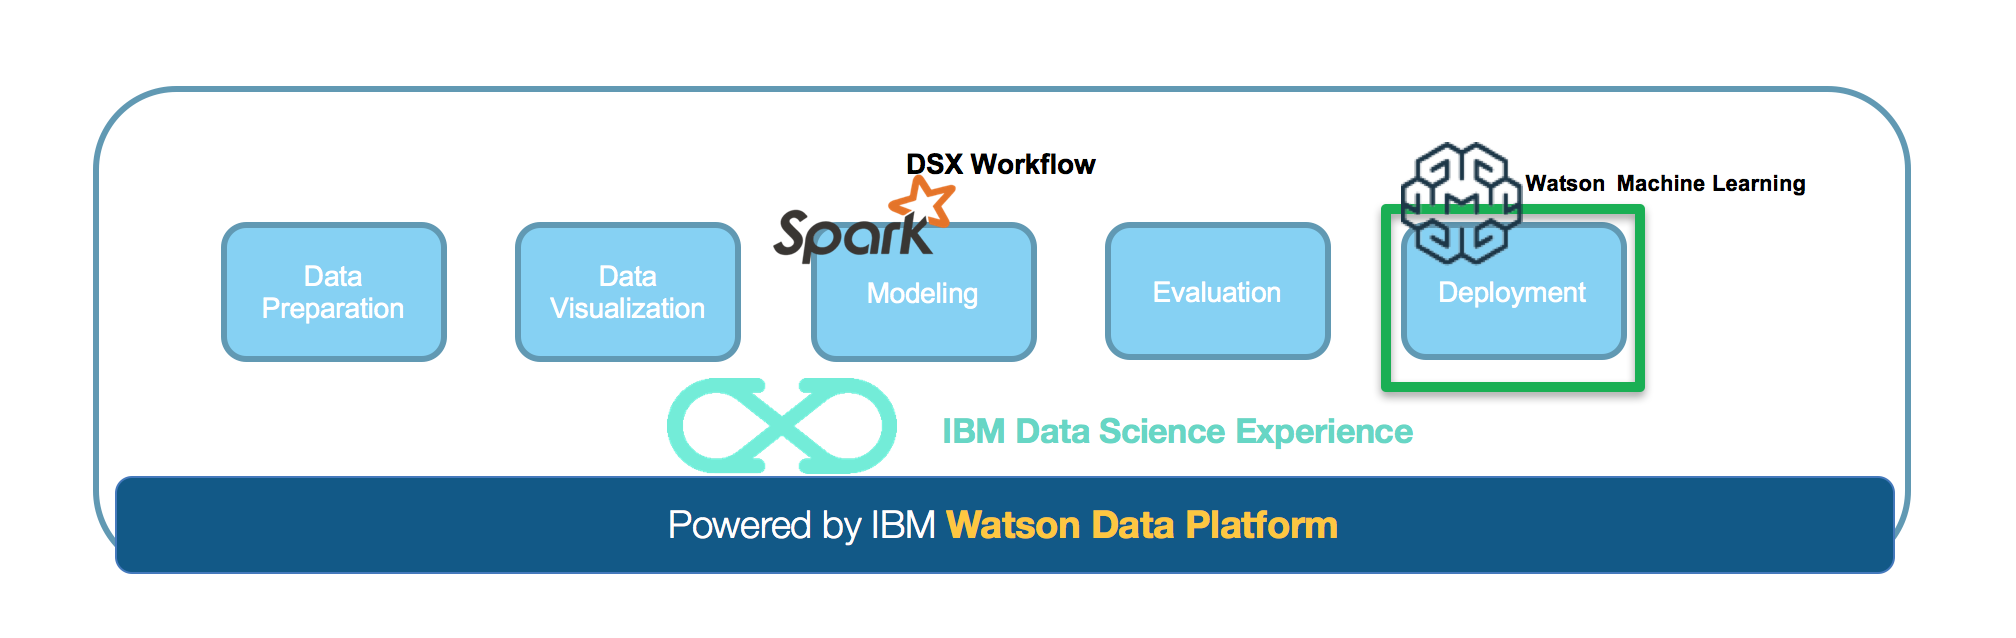 DSX Workflow
Watson Machine Learning
Spark
Data
Preparation
Data
Visualization
Modeling
Evaluation
Deployment
IBM Data Science Experience
Powered by IBM Watson Data Platform